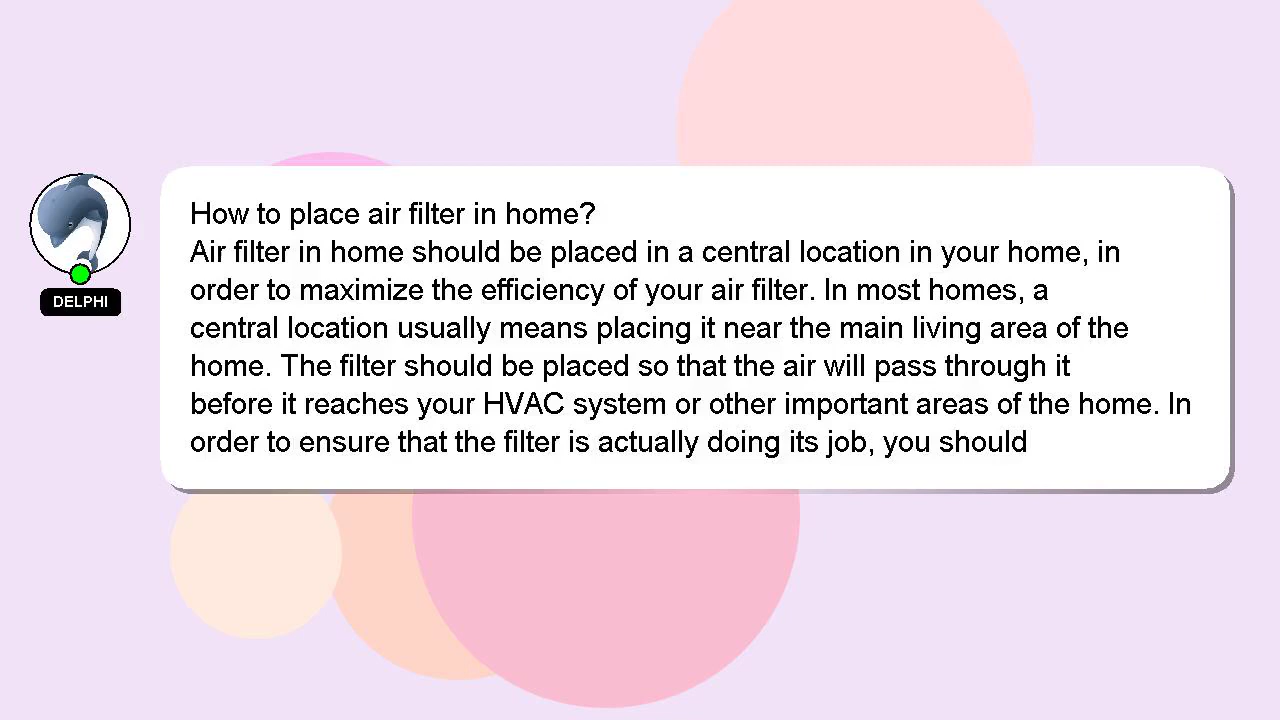 How to place air filter in home?
Air filter in home should be placed in a central location in your home, in
order to maximize the efficiency of your air filter. In most homes, a
central location usually means placing it near the main living area of the
home. The filter should be placed so that the air will pass through it
before it reaches your HVAC system or other important areas of the home. In
order to ensure that the filter is actually doing its job, you should
DELPHI